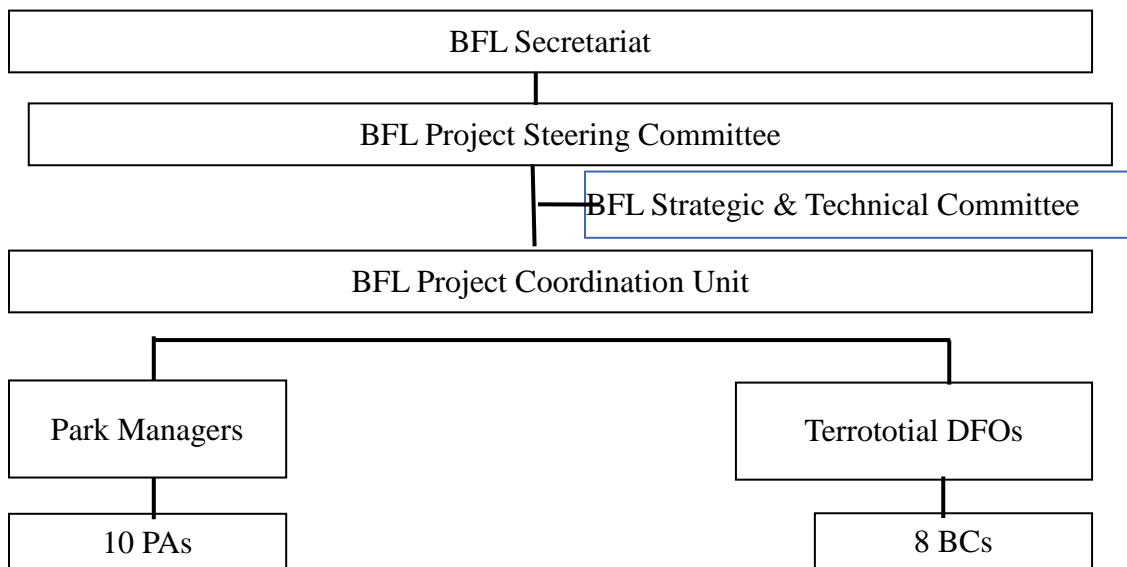 BFL Secretariat
BFL Project Steering Committee
BFL Strategic & Technical Committee
BFL Project Coordination Unit
Park Managers
Terrototial DFOs
10 PAs
8 BCs